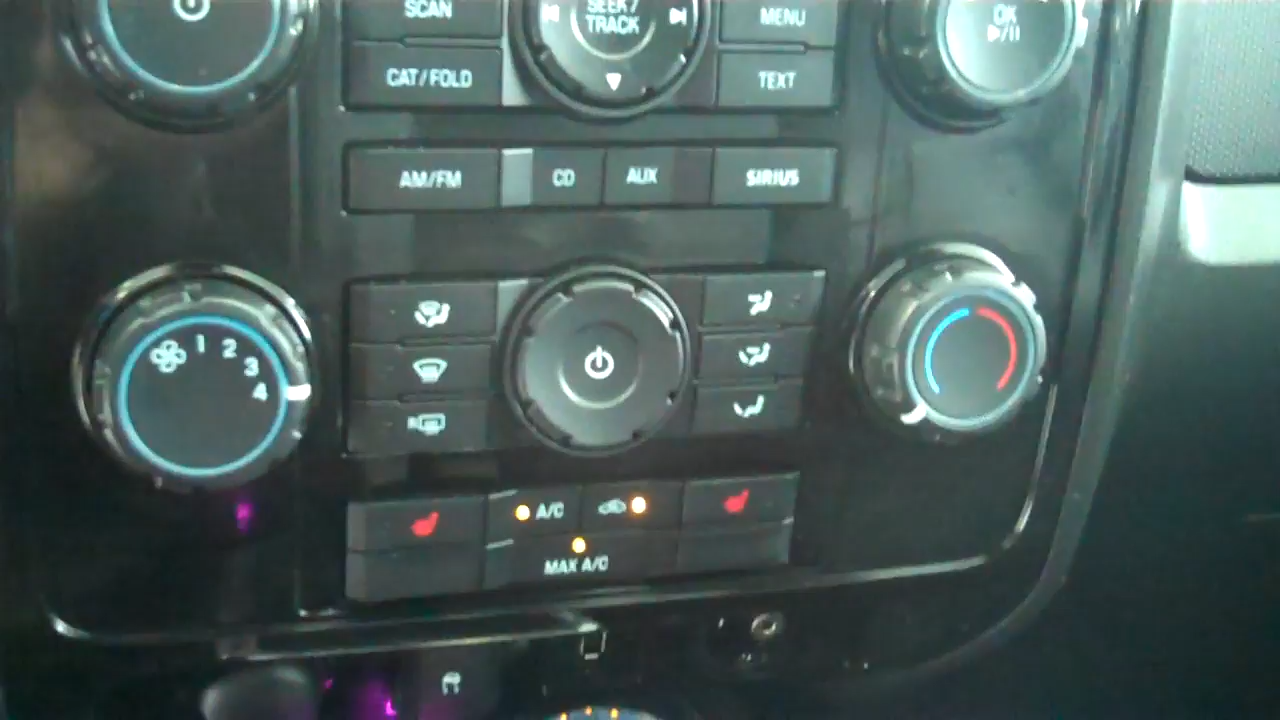 SCAN
SEEK/
TRACK
MENU
OK
CAT/FOLD
TEXT
AM/FM
CD
AUX
SIRIUS
1
2
3
4
A/C
MAX A/C
R